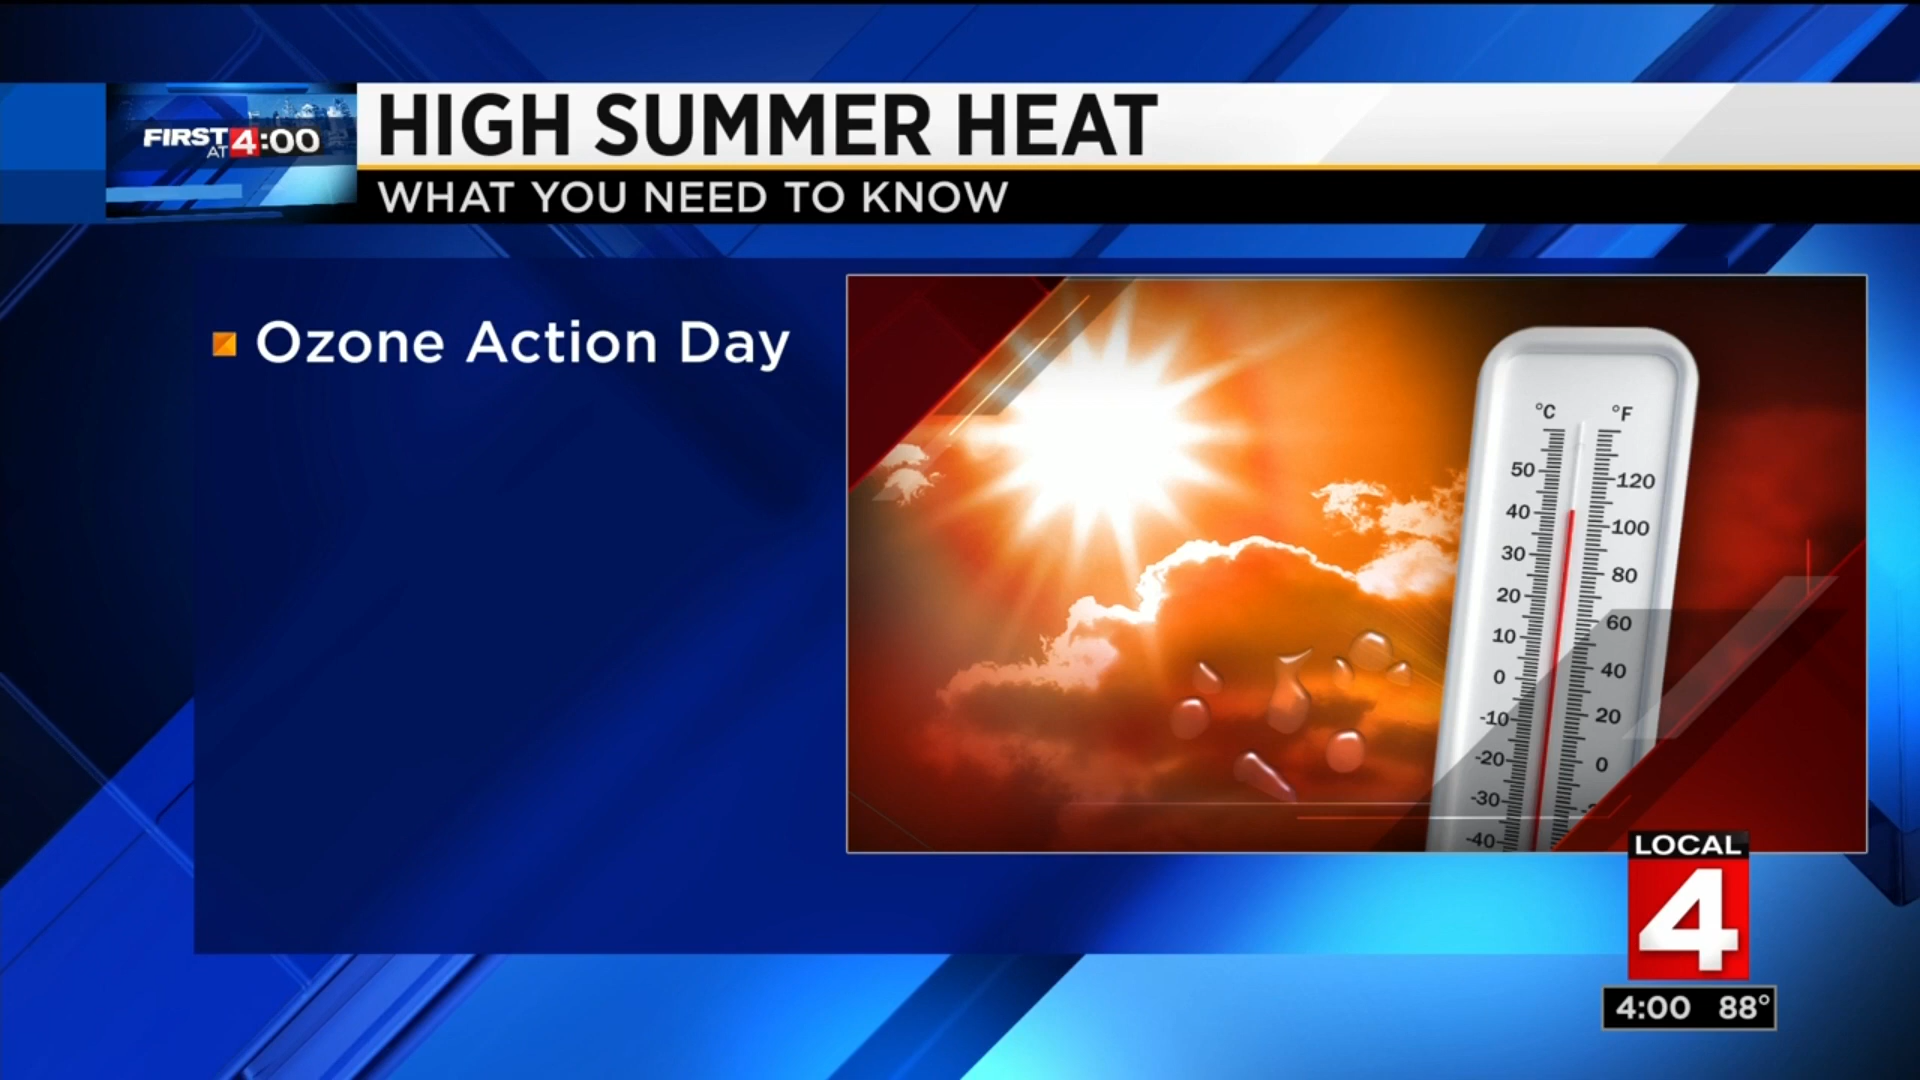 FIRST
AT 4:00
HIGH SUMMER HEAT
WHAT YOU NEED TO KNOW
Ozone Action Day
°C °F
50 120
40 100
30 80
20 60
10 40
0 20
-10 0
-20
-30
-40
LOCAL
4
4:00 88°